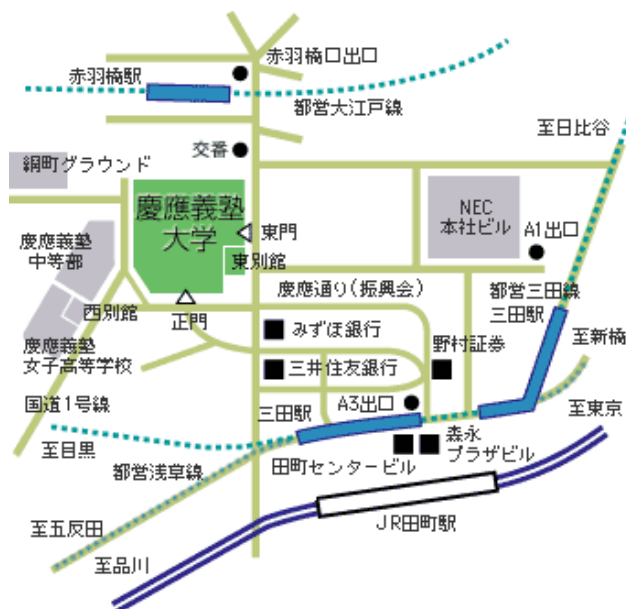 赤羽橋口出口
赤羽橋駅
都営大江戸線
至日比谷
交番
綱町グラウンド
慶應義塾
大学
NEC
本社ビル
東門
A1出口
慶應義塾
中等部
東別館
慶應通り(振興会)
都営三田線
三田駅
西別館
正門
みずほ銀行
野村証券
至新橋
慶應義塾
女子高等学校
三井住友銀行
国道1号線
三田駅
A3出口
至東京
至目黒
森永
プラザビル
都営浅草線
田町センタービル
JR田町駅
至五反田
至品川